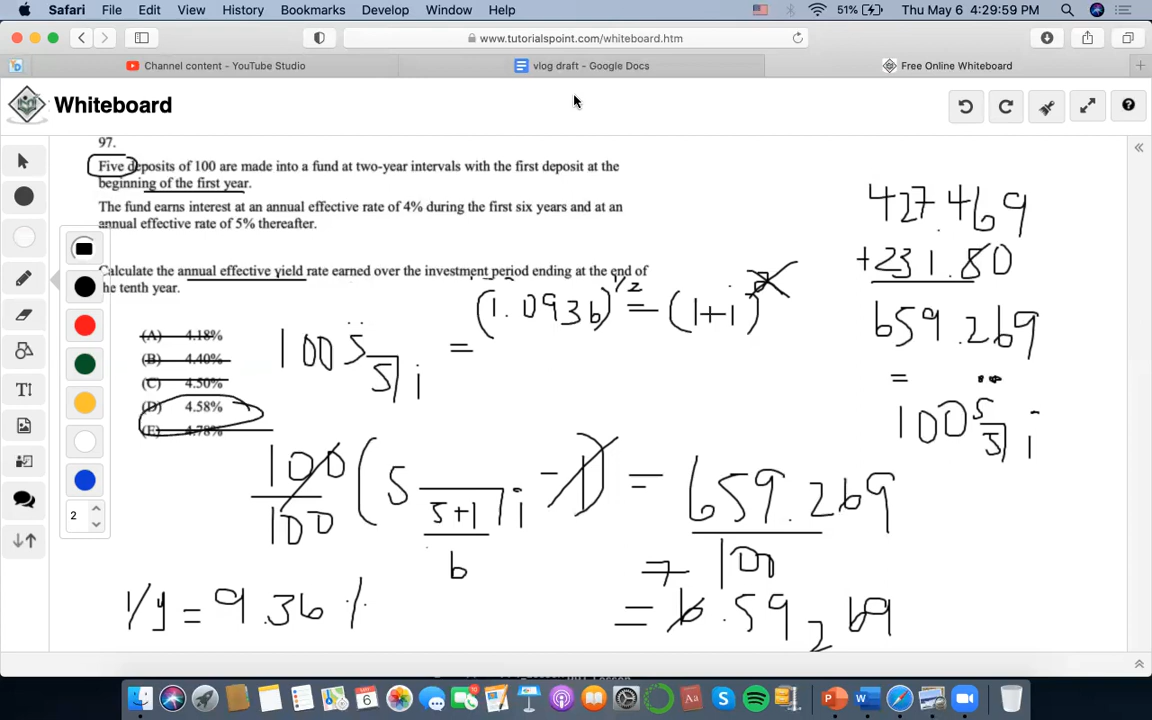 Safari File Edit View History Bookmarks Develop Window Help 51% Thu May 6 4:29:59 PM
www.tutorialspoint.com/whiteboard.htm
Channel content - YouTube Studio vlog draft - Google Docs Free Online Whiteboard
Whiteboard
97.
Five deposits of 100 are made into a fund at two-year intervals with the first deposit at the
beginning of the first year.
The fund earns interest at an annual effective rate of 4% during the first six years and at an
annual effective rate of 5% thereafter.
Calculate the annual effective yield rate earned over the investment period ending at the end of
the tenth year.
(A) 4.18%
(B) 4.40%
(C) 4.50%
(D) 4.58%
(E) 4.78%
427.469
+231.80
659.269
= 100 s̈ 5| i
(1.0936)^1/2 = (1+i)
100 s̈ 5| i =
100/100 (S 5+1| i - 1) = 659.269/100
6
= 6.59269
I/Y = 9.36%
T
2